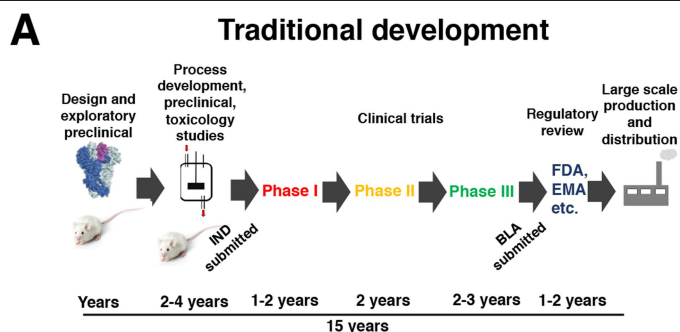 A
Traditional development
Design and
exploratory
preclinical
Process
development,
preclinical,
toxicology
studies
Clinical trials
Regulatory
review
Large scale
production
and
distribution
IND
submitted
Phase I
Phase II
Phase III
BLA
submitted
FDA,
EMA
etc.
Years
2-4 years
1-2 years
2 years
2-3 years
1-2 years
15 years